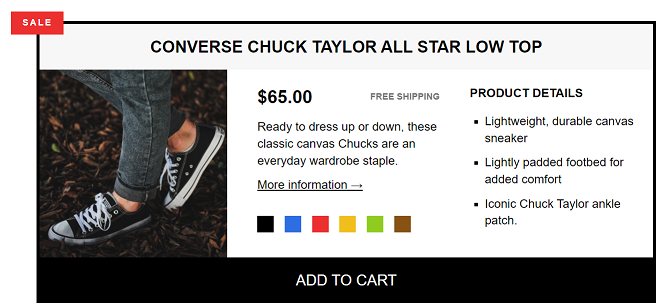 SALE
CONVERSE CHUCK TAYLOR ALL STAR LOW TOP
$65.00
FREE SHIPPING
Ready to dress up or down, these
classic canvas Chucks are an
everyday wardrobe staple.
More information →
PRODUCT DETAILS
▪ Lightweight, durable canvas
sneaker
▪ Lightly padded footbed for
added comfort
▪ Iconic Chuck Taylor ankle
patch.
ADD TO CART